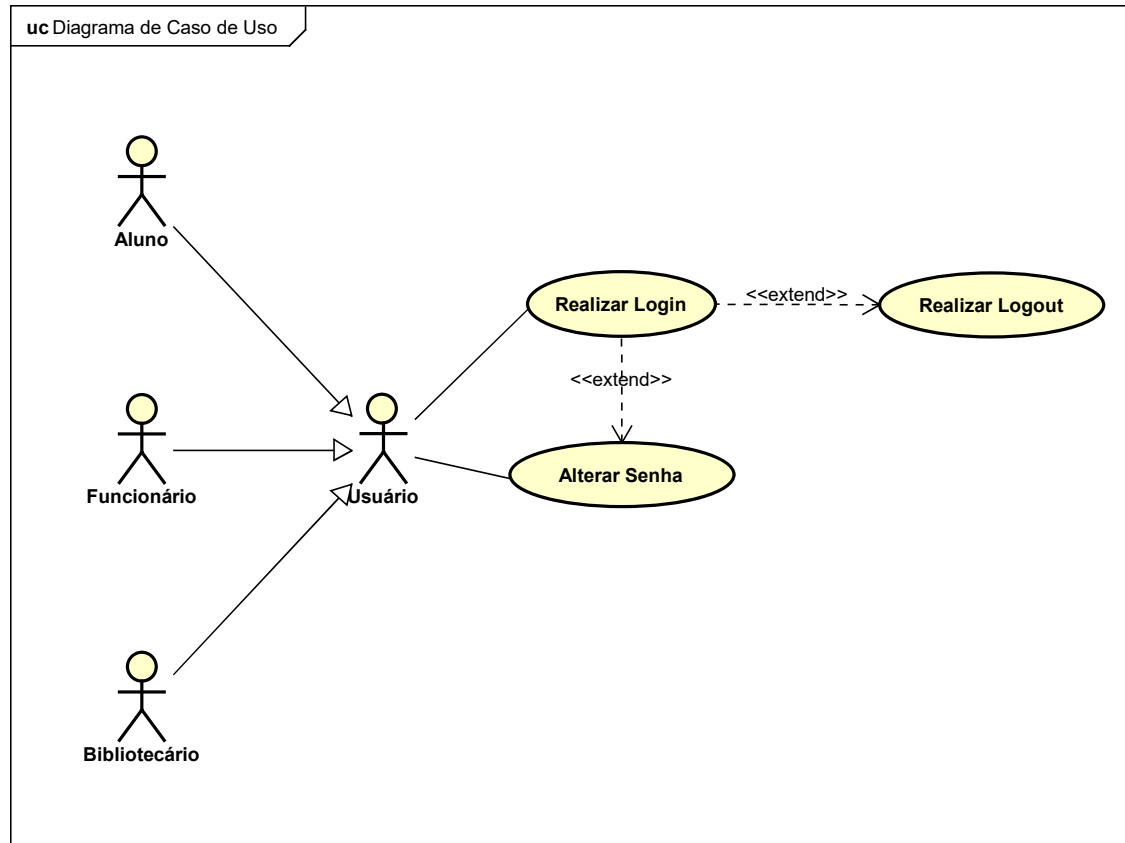 uc Diagrama de Caso de Uso
Aluno
Realizar Login
<<extend>>
Realizar Logout
<<extend>>
Alterar Senha
Funcionário
Usuário
Bibliotecário